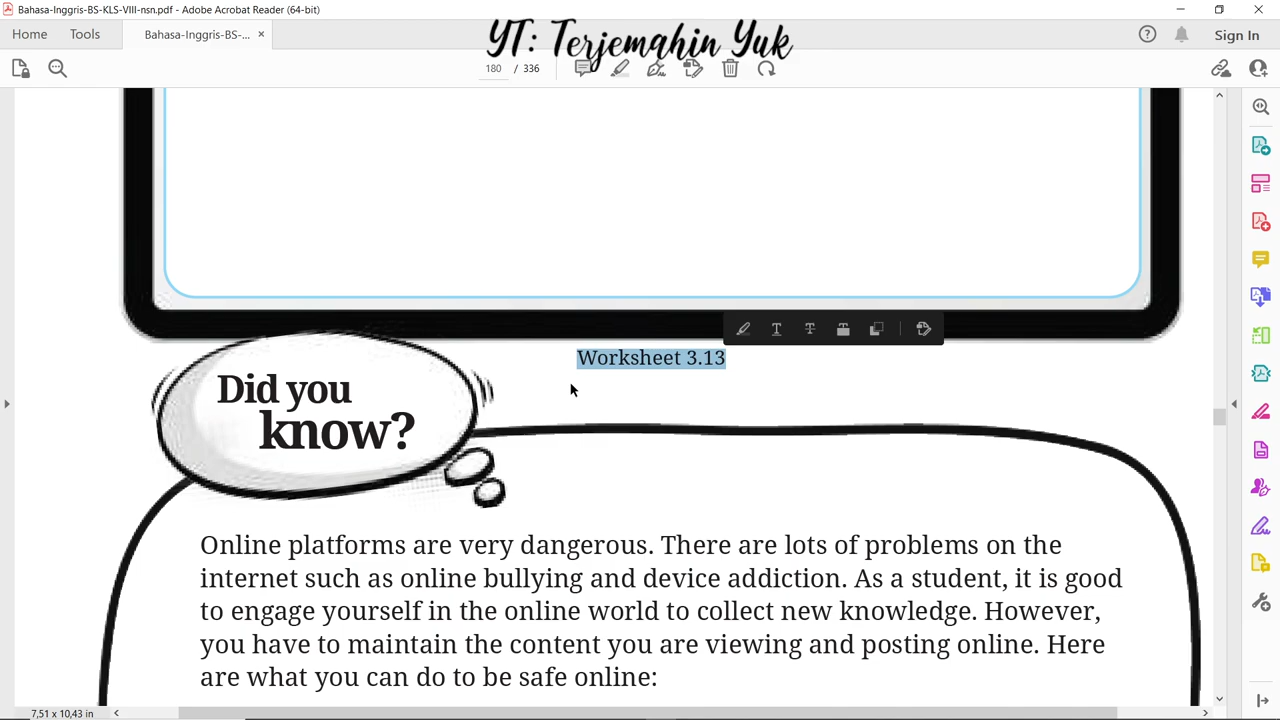 Bahasa-Inggris-BS-KLS-VIII-nsn.pdf - Adobe Acrobat Reader (64-bit)
YT: Terjemahin Yuk
Home Tools Bahasa-Inggris-BS-... × Sign In
180 / 336
Worksheet 3.13
Did you
know?
Online platforms are very dangerous. There are lots of problems on the
internet such as online bullying and device addiction. As a student, it is good
to engage yourself in the online world to collect new knowledge. However,
you have to maintain the content you are viewing and posting online. Here
are what you can do to be safe online:
7,51 x 10,43 in